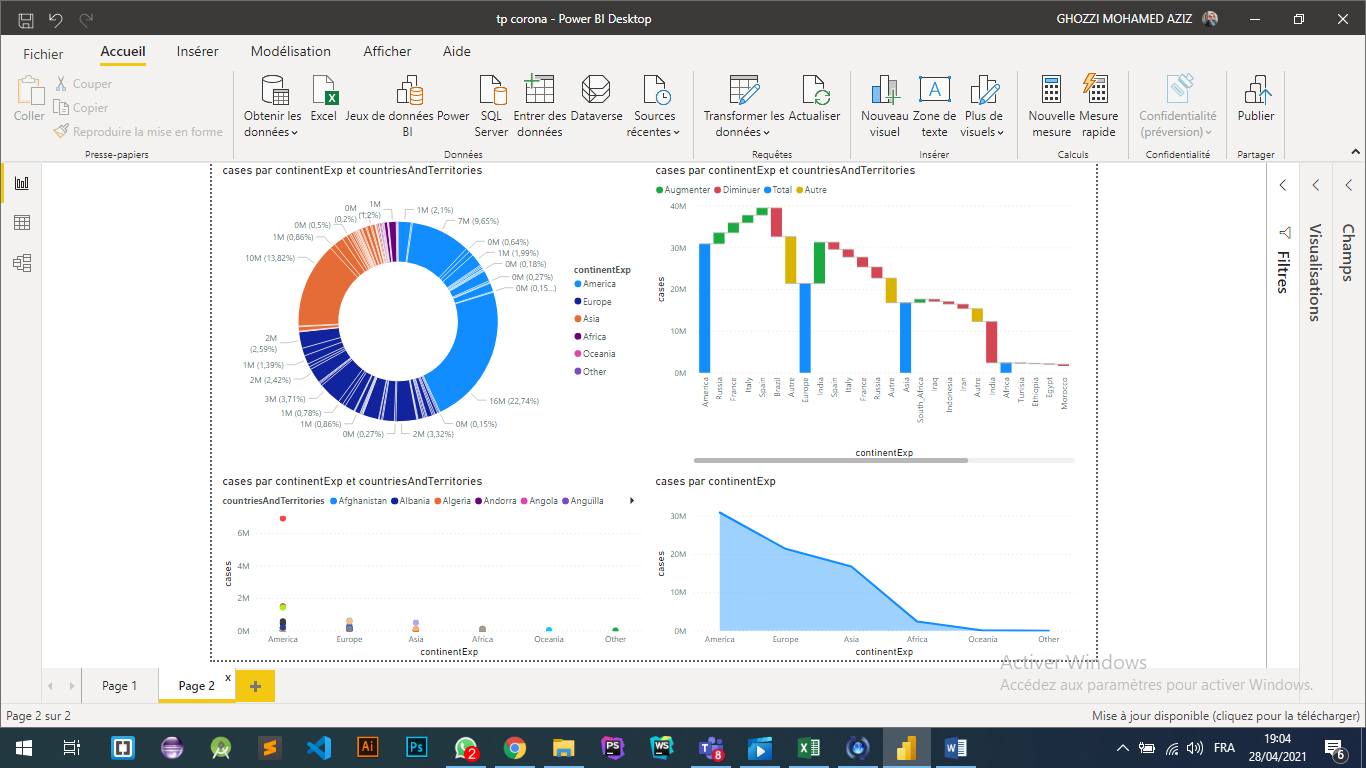 tp corona - Power BI Desktop
GHOZZI MOHAMED AZIZ
Fichier
Accueil
Insérer
Modélisation
Afficher
Aide
Coller
Couper
Copier
Reproduire la mise en forme
Presse-papiers
Obtenir les
données
Excel
Jeux de données Power
BI
SQL
Server
Entrer des
données
Dataverse
Sources
récentes
Données
Transformer les
données
Actualiser
Requêtes
Nouveau
visuel
Zone de
texte
Plus de
visuels
Insérer
Nouvelle
mesure
Mesure
rapide
Calculs
Confidentialité
(préversion)
Confidentialité
Publier
Partager
cases par continentExp et countriesAndTerritories
1M (2,1%)
7M (9,65%)
0M (0,64%)
1M (1,99%)
0M (0,18%)
0M (0,27%)
0M (0,15...)
16M (22,74%)
0M (0,15%)
2M (3,32%)
0M (0,27%)
1M (0,86%)
1M (0,78%)
3M (3,71%)
2M (2,42%)
1M (1,39%)
2M
(2,59%)
10M (13,82%)
1M (0,86%)
0M (0,5%)
0M
(0,2%)
1M
(1,2%)
continentExp
America
Europe
Asia
Africa
Oceania
Other
cases par continentExp et countriesAndTerritories
Augmenter
Diminuer
Total
Autre
40M
30M
20M
10M
0M
cases
America
Russia
France
Italy
Spain
Brazil
Autre
Europe
India
Spain
Italy
France
Russia
Autre
Asia
South_Africa
Iraq
Indonesia
Iran
Autre
India
Africa
Tunisia
Ethiopia
Egypt
Morocco
continentExp
cases par continentExp et countriesAndTerritories
countriesAndTerritories
Afghanistan
Albania
Algeria
Andorra
Angola
Anguilla
6M
4M
2M
0M
cases
America
Europe
Asia
Africa
Oceania
Other
continentExp
cases par continentExp
30M
20M
10M
0M
cases
America
Europe
Asia
Africa
Oceania
Other
continentExp
Filtres
Visualisations
Champs
Activer Windows
Accédez aux paramètres pour activer Windows.
Page 1
Page 2
x
+
Page 2 sur 2
Mise à jour disponible (cliquez pour la télécharger)
Ai
Ps
2
PS
WS
8
FRA
19:04
28/04/2021
6